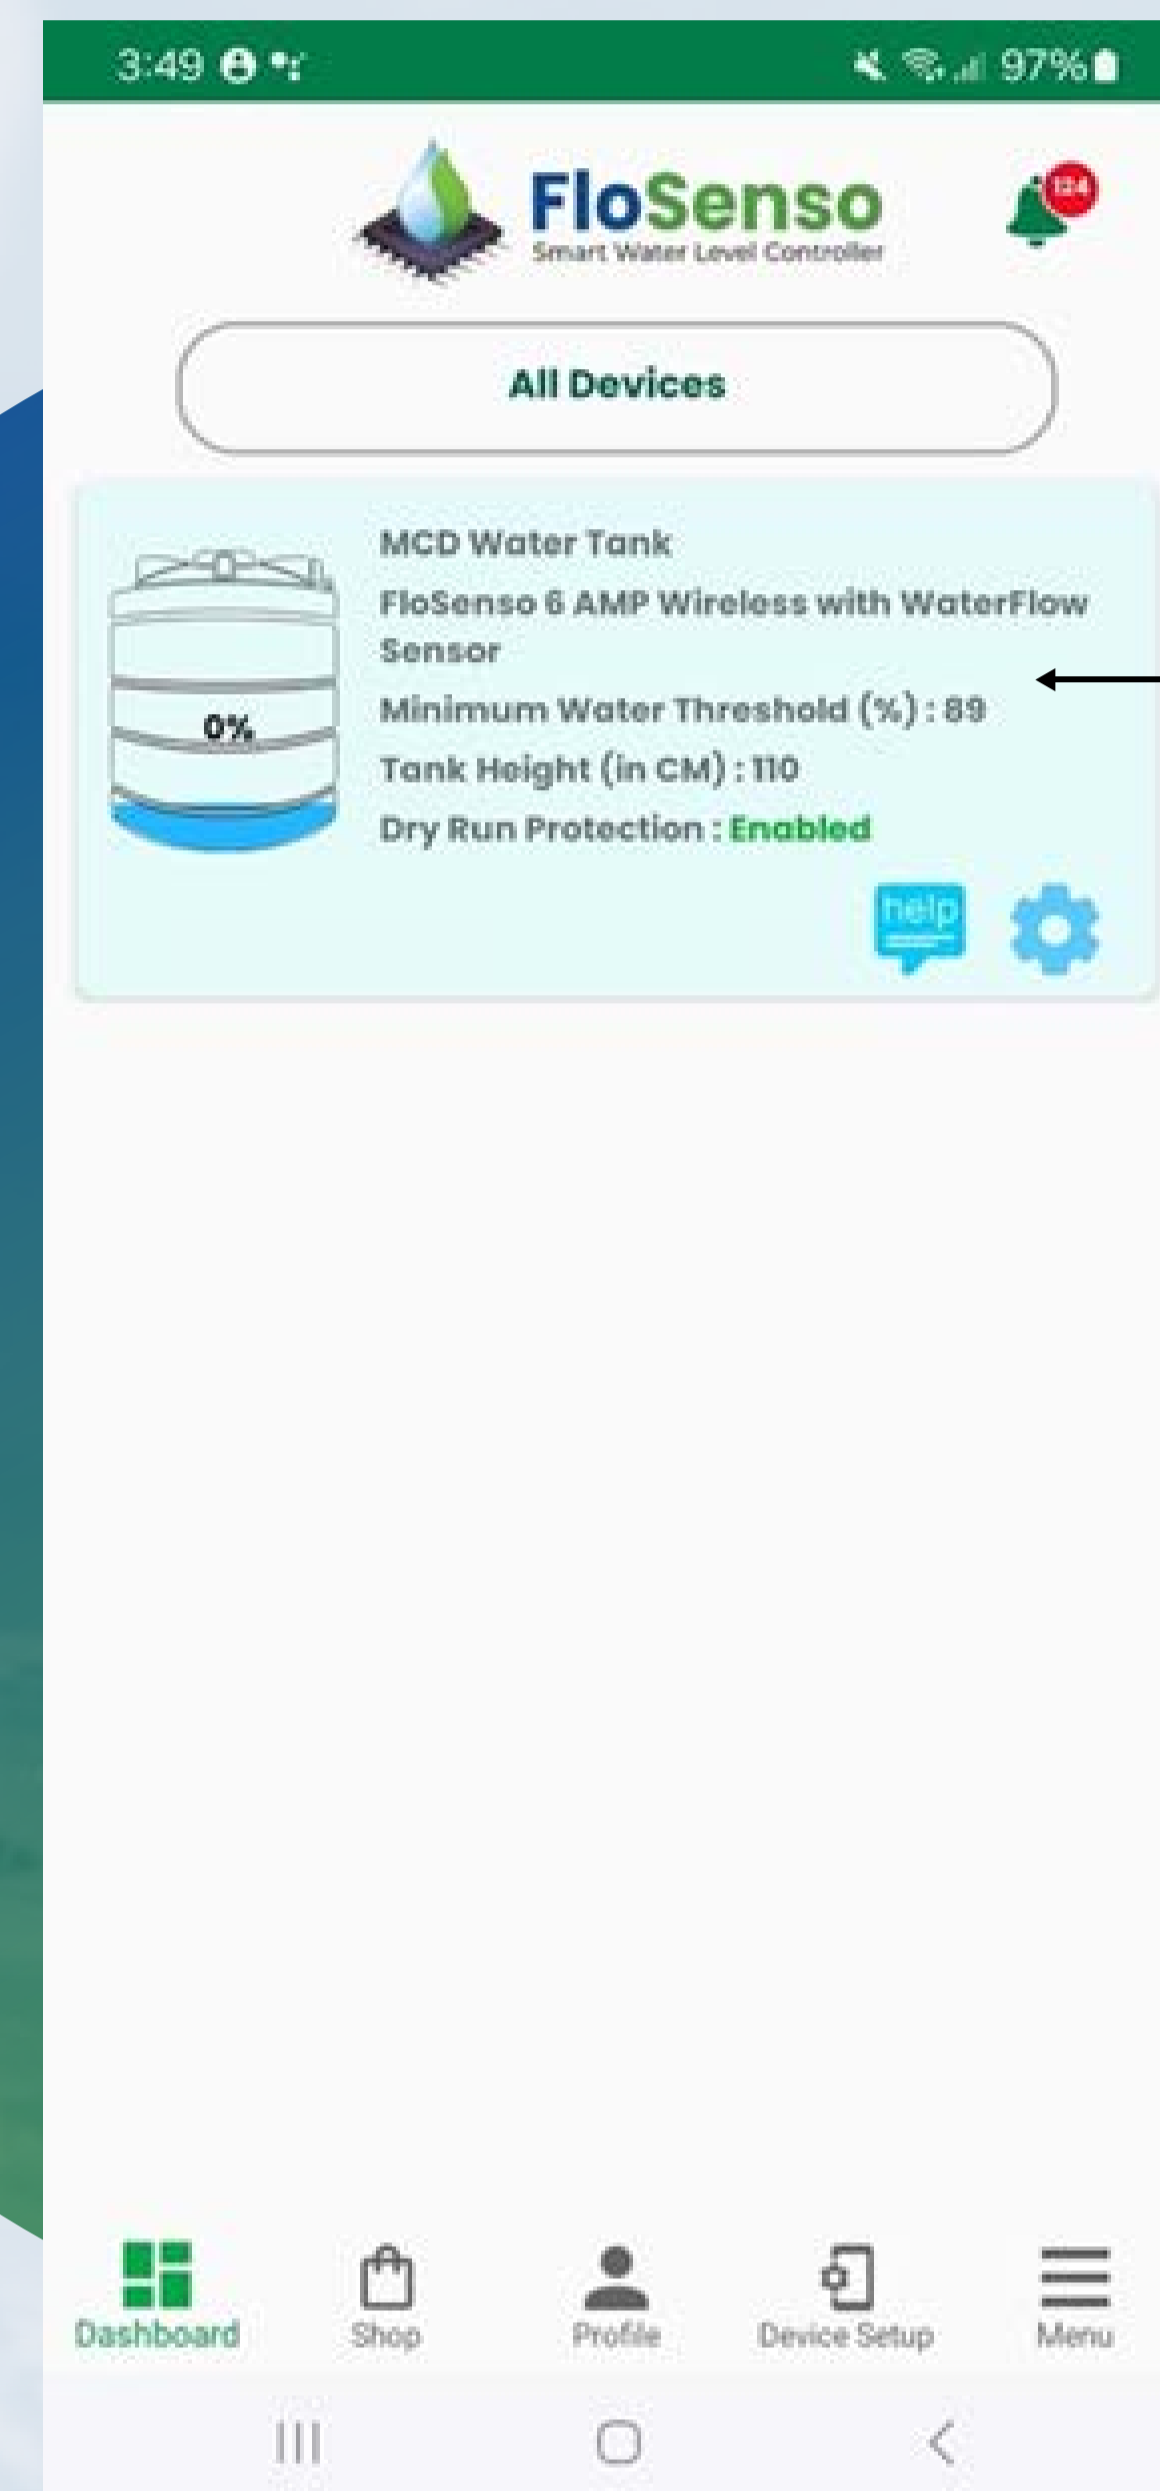 3:49
97%
FloSenso
Smart Water Level Controller
124
All Devices
MCD Water Tank
FloSenso 6 AMP Wireless with WaterFlow
Sensor
Minimum Water Threshold (%) : 89
Tank Height (in CM) : 110
Dry Run Protection : Enabled
0%
help
Dashboard
Shop
Profile
Device Setup
Menu